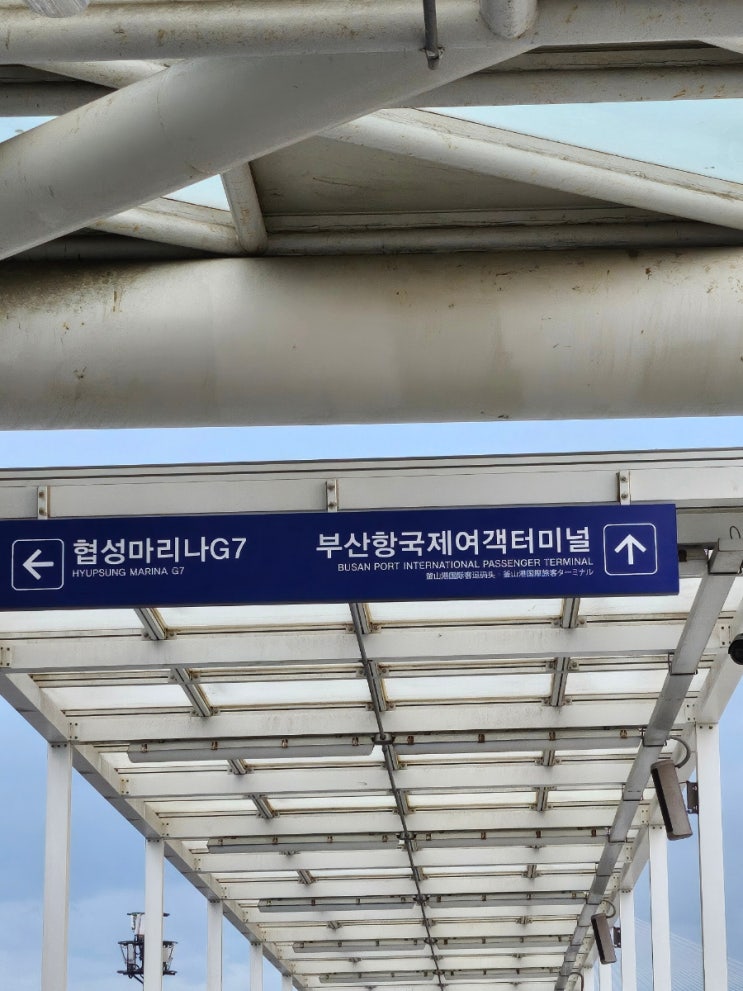 협성마리나G7
HYUPSUNG MARINA G7
부산항국제여객터미널
BUSAN PORT INTERNATIONAL PASSENGER TERMINAL
釜山港国际客运码头 · 釜山港国際旅客ターミナル